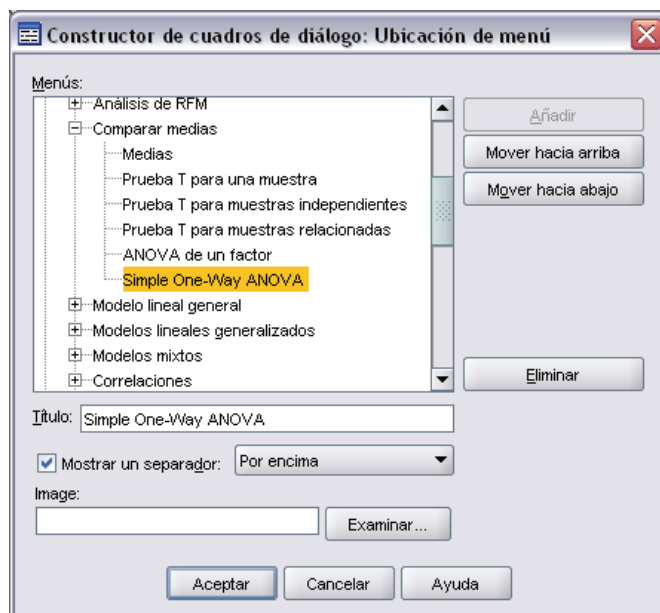 Constructor de cuadros de diálogo: Ubicación de menú
Menús:
Análisis de RFM
Comparar medias
Medias
Prueba T para una muestra
Prueba T para muestras independientes
Prueba T para muestras relacionadas
ANOVA de un factor
Simple One-Way ANOVA
Modelo lineal general
Modelos lineales generalizados
Modelos mixtos
Correlaciones
Añadir
Mover hacia arriba
Mover hacia abajo
Eliminar
Título: Simple One-Way ANOVA
Mostrar un separador: Por encima
Image:
Examinar...
Aceptar Cancelar Ayuda